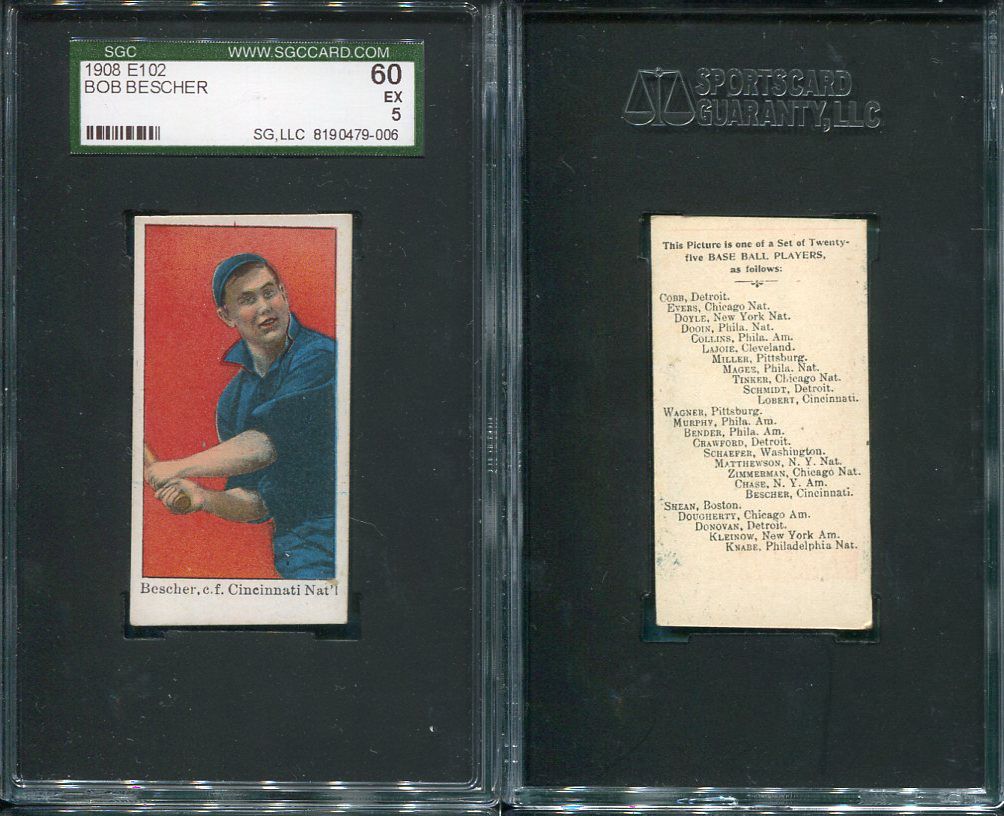 SGC WWW.SGCCARD.COM
1908 E102
BOB BESCHER
60
EX
5
SG,LLC 8190479-006
Bescher, c.f. Cincinnati Nat'l
SPORTSCARD
GUARANTY, LLC
This Picture is one of a Set of Twenty-
five BASE BALL PLAYERS,
as follows:
COBB, Detroit.
EVERS, Chicago Nat.
DOYLE, New York Nat.
DOOIN, Phila. Nat.
COLLINS, Phila. Am.
LAJOIE, Cleveland.
MILLER, Pittsburg.
MAGEE, Phila. Nat.
TINKER, Chicago Nat.
SCHMIDT, Detroit.
LOBERT, Cincinnati.
WAGNER, Pittsburg.
MURPHY, Phila. Am.
BENDER, Phila. Am.
CRAWFORD, Detroit.
SCHAEFER, Washington.
MATTHEWSON, N. Y. Nat.
ZIMMERMAN, Chicago Nat.
CHASE, N. Y. Am.
BESCHER, Cincinnati.
SHEAN, Boston.
DOUGHERTY, Chicago Am.
DONOVAN, Detroit.
KLEINOW, New York Am.
KNABE, Philadelphia Nat.